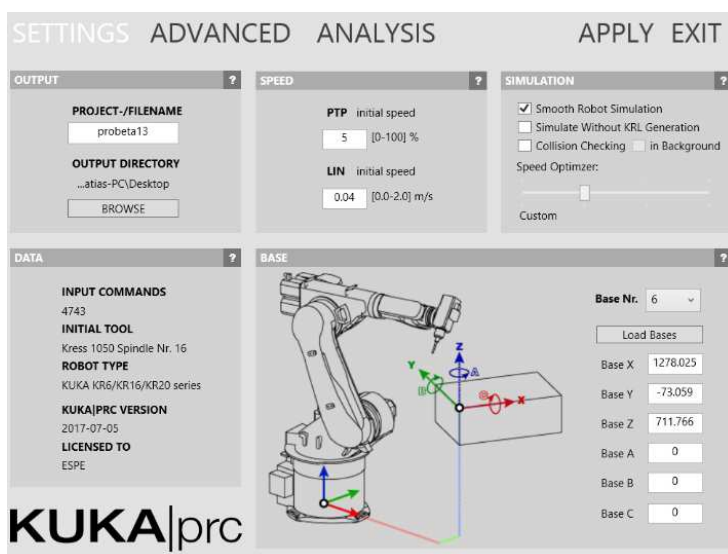 SETTINGS ADVANCED ANALYSIS APPLY EXIT
OUTPUT ?
PROJECT-/FILENAME
probeta13
OUTPUT DIRECTORY
...atias-PC\Desktop
BROWSE
SPEED ?
PTP initial speed
5 [0-100] %
LIN initial speed
0.04 [0.0-2.0] m/s
SIMULATION ?
Smooth Robot Simulation
Simulate Without KRL Generation
Collision Checking in Background
Speed Optimzer:
Custom
DATA ?
INPUT COMMANDS
4743
INITIAL TOOL
Kress 1050 Spindle Nr. 16
ROBOT TYPE
KUKA KR6/KR16/KR20 series
KUKA|PRC VERSION
2017-07-05
LICENSED TO
ESPE
KUKA|prc
BASE ?
Z
A
Y
B
B
X
Base Nr. 6
Load Bases
Base X 1278.025
Base Y -73.059
Base Z 711.766
Base A 0
Base B 0
Base C 0